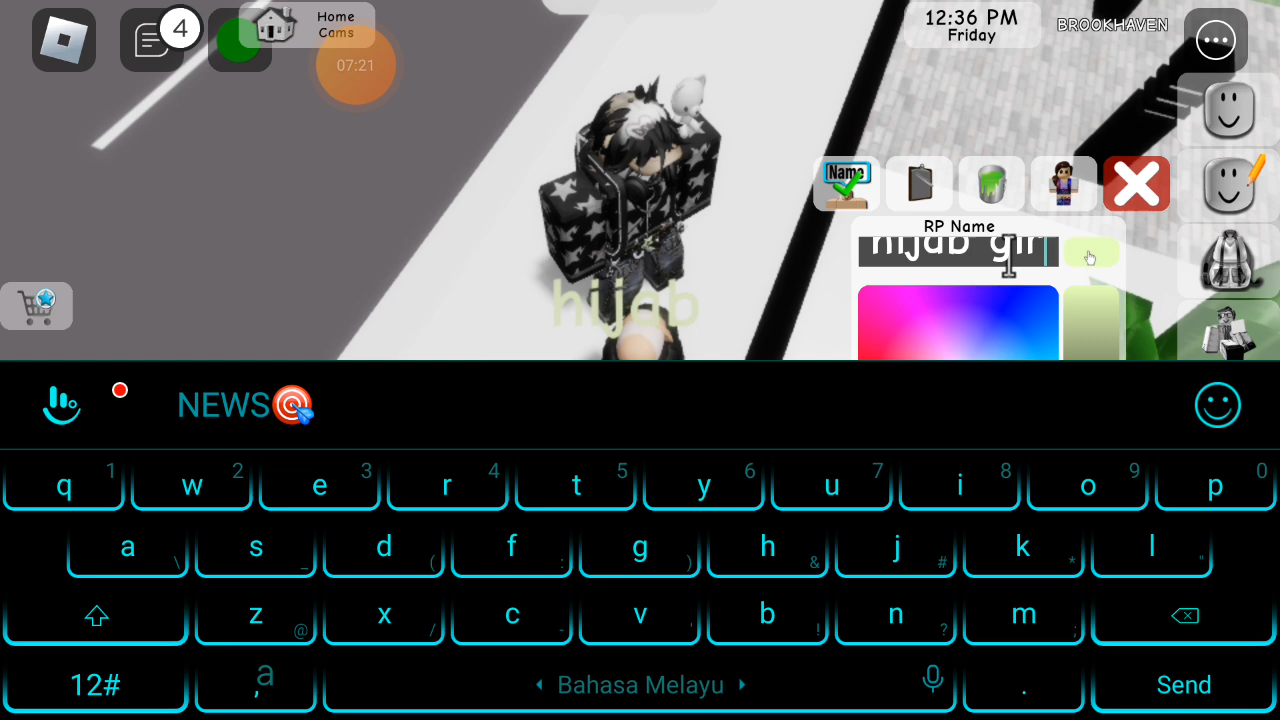 4
Home
Cams
07:21
12:36 PM
Friday
BROOKHAVEN
Name
RP Name
hijab gir
hijab
NEWS🎯
q 1 w 2 e 3 r 4 t 5 y 6 u 7 i 8 o 9 p 0
a \ s _ d ( f : g ) h & j # k * l "
z @ x / c - v ' b ! n ? m ;
12# , a Bahasa Melayu . Send